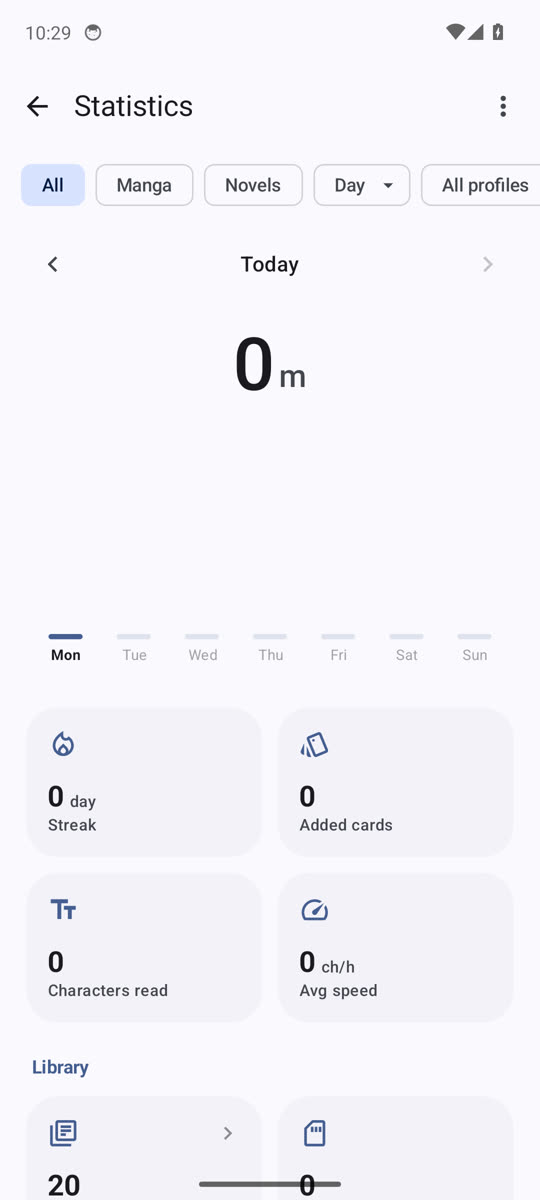 10:29
Statistics
All
Manga
Novels
Day
All profiles
Today
0 m
Mon
Tue
Wed
Thu
Fri
Sat
Sun
0 day
Streak
0
Added cards
0
Characters read
0 ch/h
Avg speed
Library
20
0